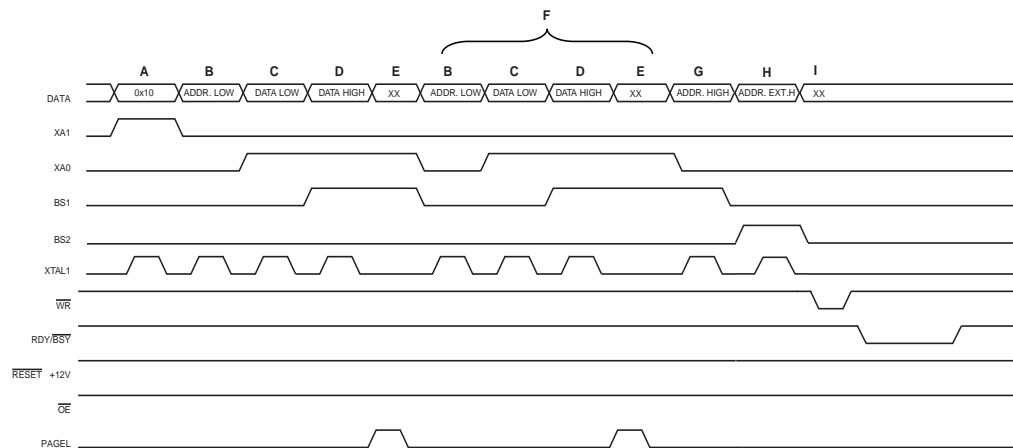 F
A B C D E B C D E G H I
DATA 0x10 ADDR. LOW DATA LOW DATA HIGH XX ADDR. LOW DATA LOW DATA HIGH XX ADDR. HIGH ADDR. EXT.H XX
XA1
XA0
BS1
BS2
XTAL1
WR
RDY/BSY
RESET +12V
OE
PAGEL